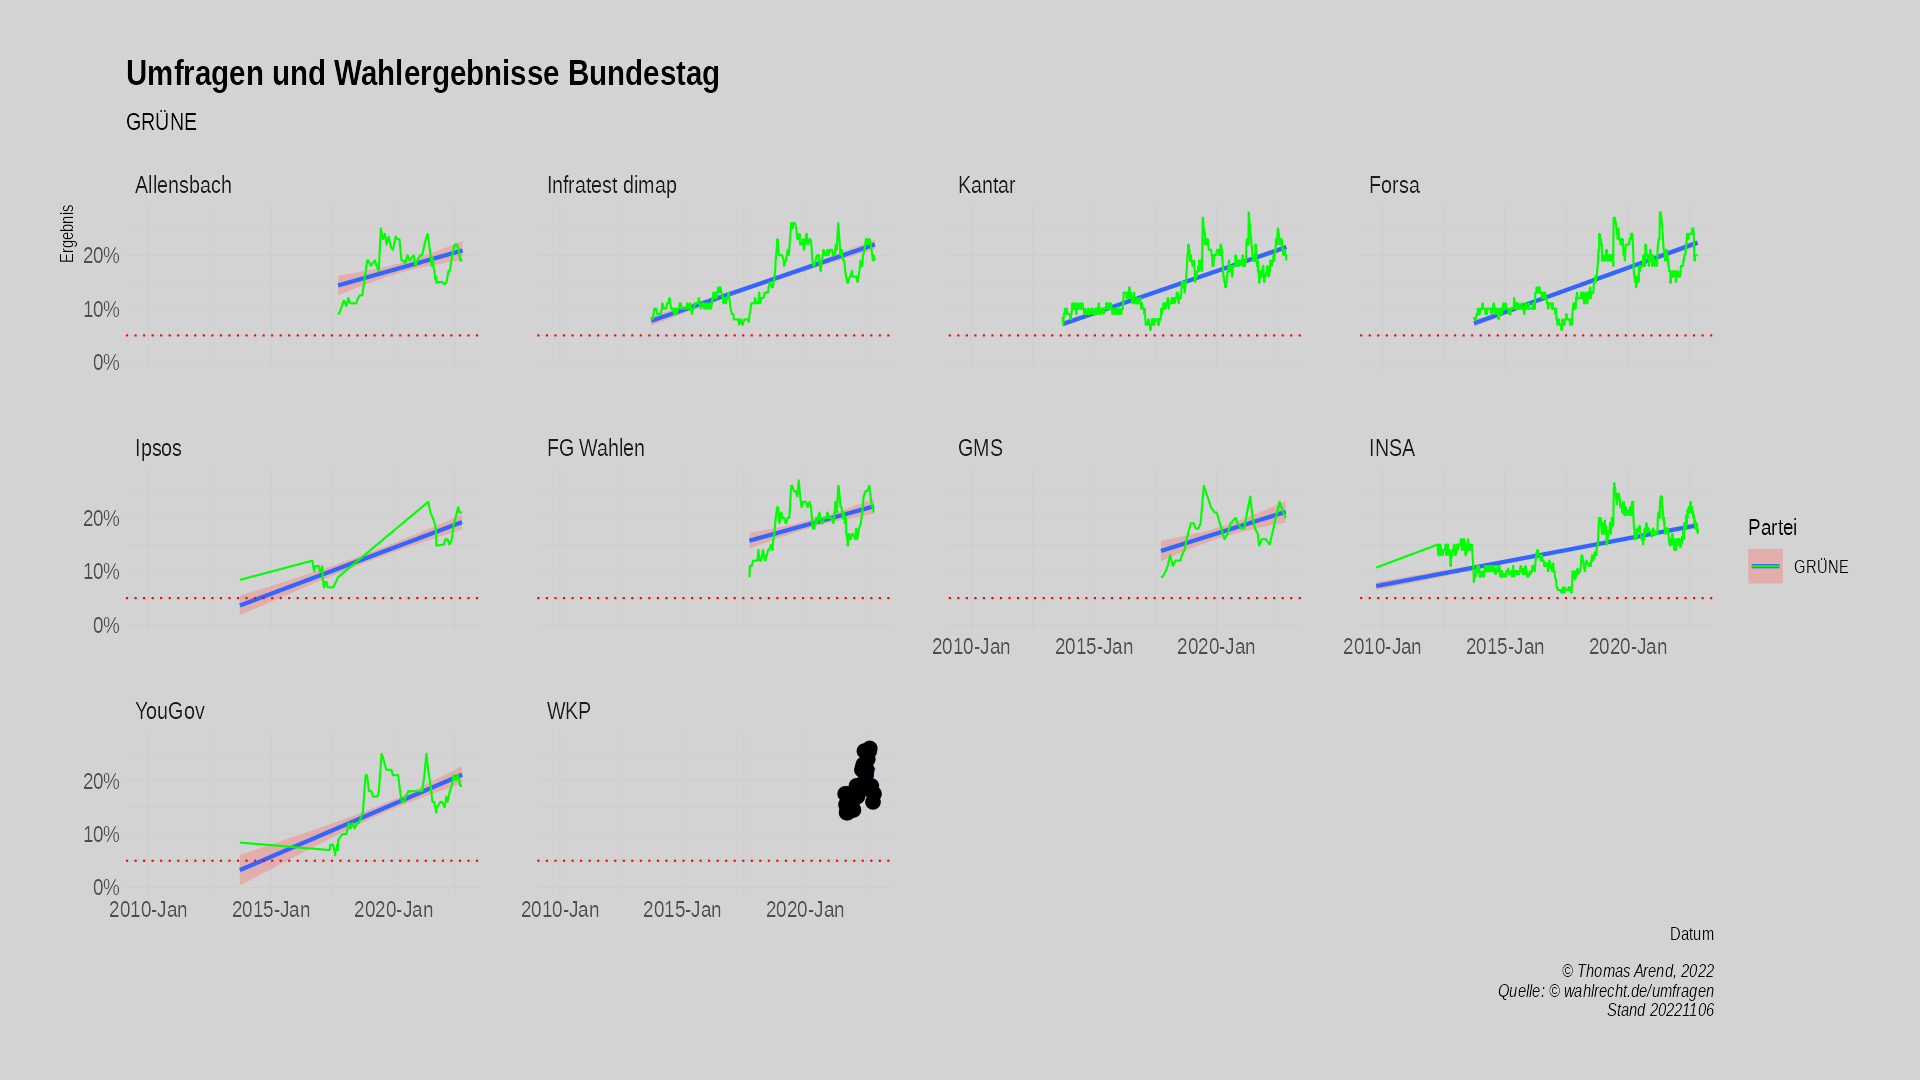 Umfragen und Wahlergebnisse Bundestag
GRÜNE
Allensbach
Infratest dimap
Kantar
Forsa
Ergebnis
20%
10%
0%
Ipsos
FG Wahlen
GMS
INSA
20%
10%
0%
2010-Jan 2015-Jan 2020-Jan
2010-Jan 2015-Jan 2020-Jan
Partei
GRÜNE
YouGov
WKP
20%
10%
0%
2010-Jan 2015-Jan 2020-Jan
2010-Jan 2015-Jan 2020-Jan
Datum
© Thomas Arend, 2022
Quelle: © wahlrecht.de/umfragen
Stand 20221106